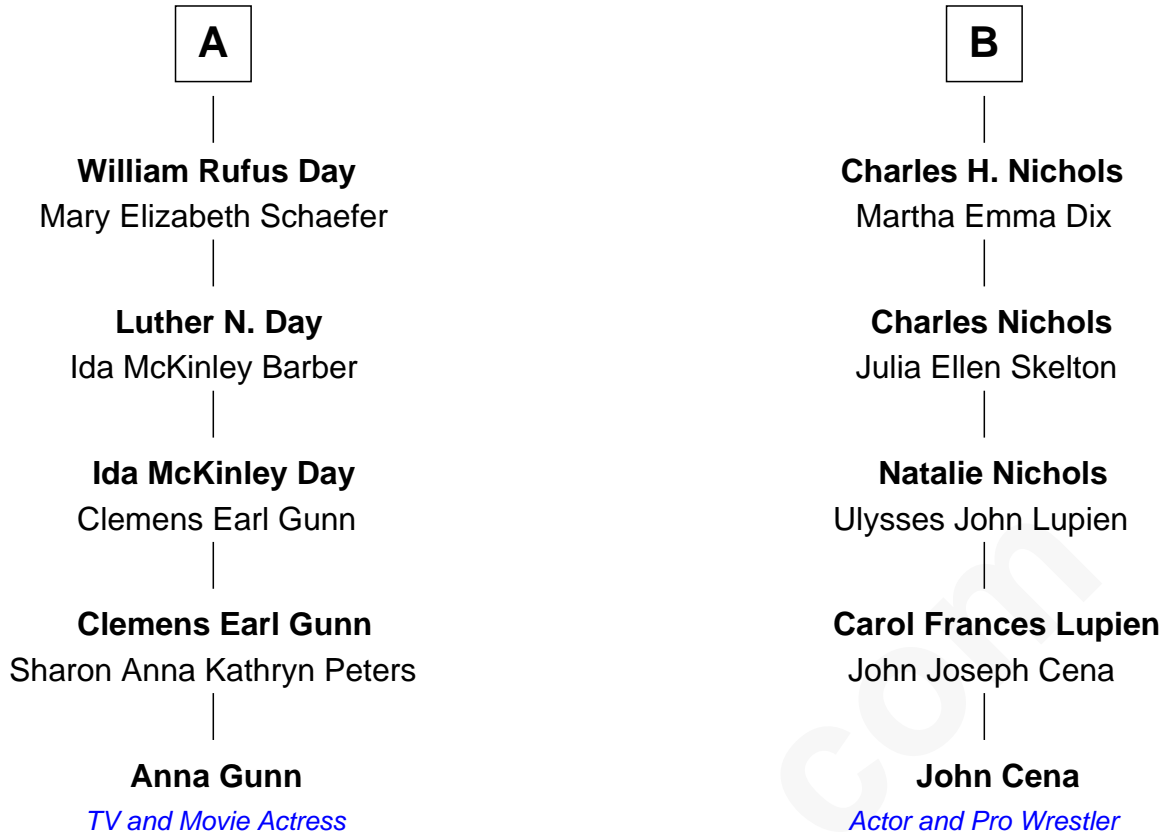 A
William Rufus Day
Mary Elizabeth Schaefer
Luther N. Day
Ida McKinley Barber
Ida McKinley Day
Clemens Earl Gunn
Clemens Earl Gunn
Sharon Anna Kathryn Peters
Anna Gunn
TV and Movie Actress
B
Charles H. Nichols
Martha Emma Dix
Charles Nichols
Julia Ellen Skelton
Natalie Nichols
Ulysses John Lupien
Carol Frances Lupien
John Joseph Cena
John Cena
Actor and Pro Wrestler
com